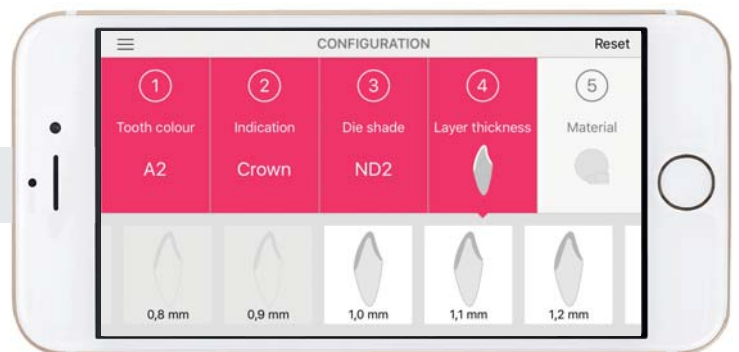 CONFIGURATION
Reset
1
2
3
4
5
Tooth colour
Indication
Die shade
Layer thickness
Material
A2
Crown
ND2
0,8 mm
0,9 mm
1,0 mm
1,1 mm
1,2 mm